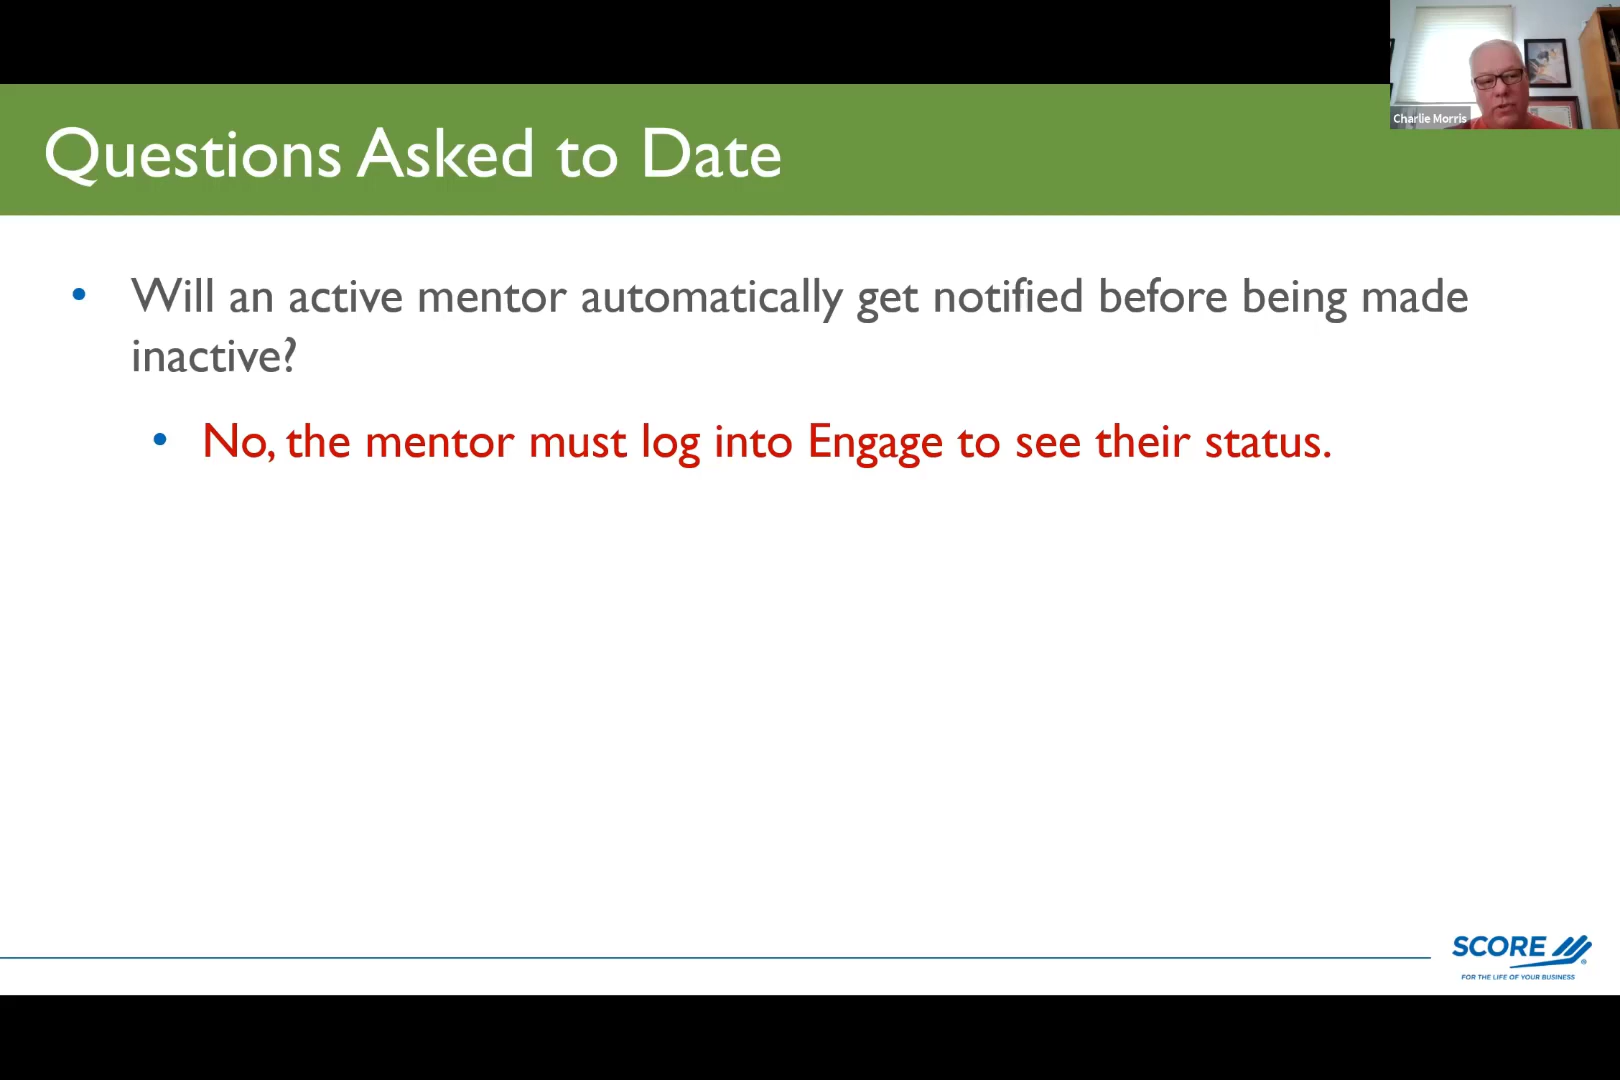 Charlie Morris
Questions Asked to Date
• Will an active mentor automatically get notified before being made
inactive?
• No, the mentor must log into Engage to see their status.
SCORE
®
FOR THE LIFE OF YOUR BUSINESS